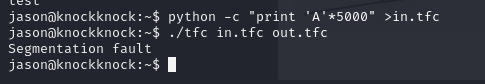 test
jason@knockknock:~$ python -c "print 'A'*5000" >in.tfc
jason@knockknock:~$ ./tfc in.tfc out.tfc
Segmentation fault
jason@knockknock:~$